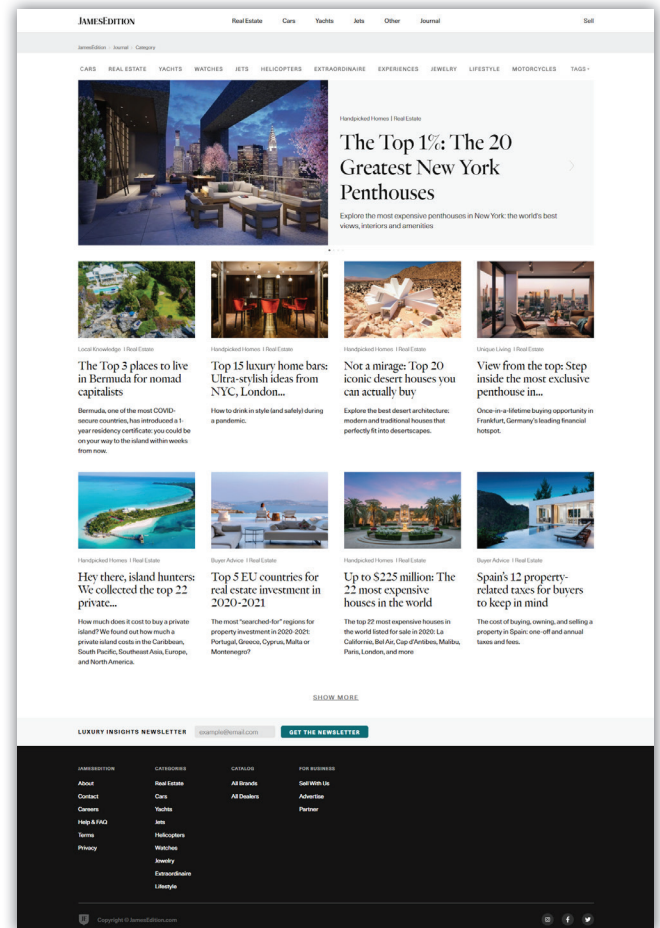 JAMESEDITION
Real Estate Cars Yachts Jets Other Journal
Sell
JamesEdition Journal Category
CARS REAL ESTATE YACHTS WATCHES JETS HELICOPTERS EXTRAORDINAIRE EXPERIENCES JEWELRY LIFESTYLE MOTORCYCLES TAGS
Handpicked Homes | Real Estate
The Top 1%: The 20
Greatest New York
Penthouses
Explore the most expensive penthouses in New York: the world's best
views, interiors and amenities
Local Knowledge | Real Estate
The Top 3 places to live
in Bermuda for nomad
capitalists
Bermuda, one of the most COVID-
secure countries, has introduced a 1-
year residency certificate: you could be
on your way to the island within weeks
from now.
Handpicked Homes | Real Estate
Top 15 luxury home bars:
Ultra-stylish ideas from
NYC, London...
How to drink in style (and safely) during
a pandemic.
Handpicked Homes | Real Estate
Not a mirage: Top 20
iconic desert houses you
can actually buy
Explore the best desert architecture:
modern and traditional houses that
perfectly fit into desertscapes.
Unique Living | Real Estate
View from the top: Step
inside the most exclusive
penthouse in...
Once-in-a-lifetime buying opportunity in
Frankfurt, Germany's leading financial
hotspot.
Handpicked Homes | Real Estate
Hey there, island hunters:
We collected the top 22
private...
How much does it cost to buy a private
island? We found out how much a
private island costs in the Caribbean,
South Pacific, Southeast Asia, Europe,
and North America.
Buyer Advice | Real Estate
Top 5 EU countries for
real estate investment in
2020-2021
The most "searched-for" regions for
property investment in 2020-2021:
Portugal, Greece, Cyprus, Malta or
Montenegro?
Handpicked Homes | Real Estate
Up to $225 million: The
22 most expensive
houses in the world
The top 22 most expensive houses in
the world listed for sale in 2020: La
Californie, Bel Air, Cap d'Antibes, Malibu,
Paris, London, and more
Buyer Advice | Real Estate
Spain's 12 property-
related taxes for buyers
to keep in mind
The cost of buying, owning, and selling a
property in Spain: one-off and annual
taxes and fees.
SHOW MORE
LUXURY INSIGHTS NEWSLETTER
example@email.com
GET THE NEWSLETTER
JAMESEDITION
About
Contact
Careers
Help & FAQ
Terms
Privacy
CATEGORIES
Real Estate
Cars
Yachts
Jets
Helicopters
Watches
Jewelry
Extraordinaire
Lifestyle
CATALOG
All Brands
All Dealers
FOR BUSINESS
Sell With Us
Advertise
Partner
Copyright © JamesEdition.com